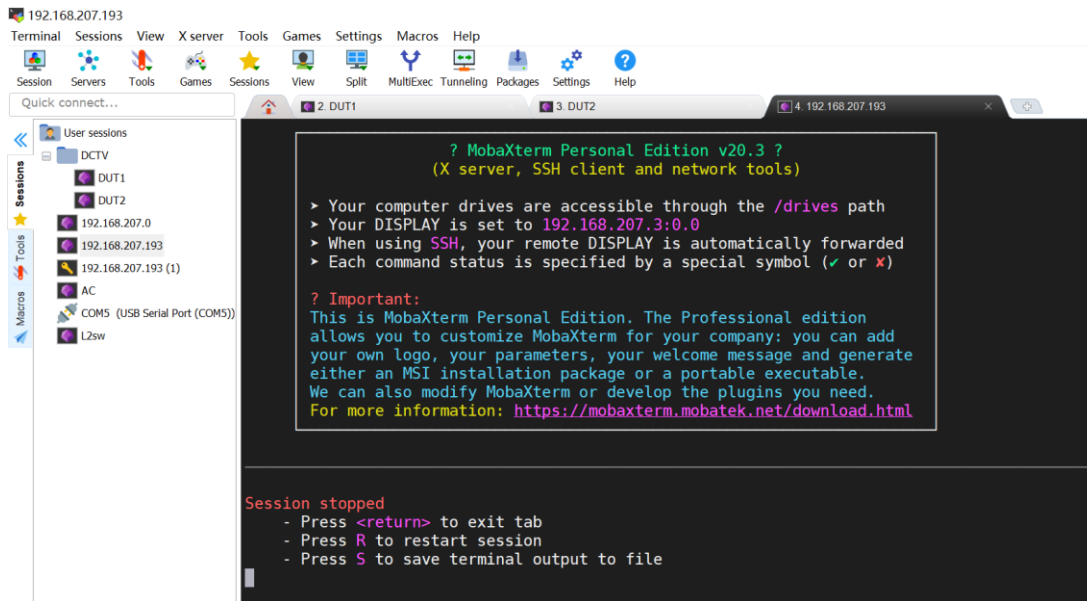 192.168.207.193
Terminal Sessions View X server Tools Games Settings Macros Help
Session Servers Tools Games Sessions View Split MultiExec Tunneling Packages Settings Help
Quick connect...
2. DUT1
3. DUT2
4. 192.168.207.193
User sessions
DCTV
DUT1
DUT2
192.168.207.0
192.168.207.193
192.168.207.193 (1)
AC
COM5 (USB Serial Port (COM5))
L2sw
Sessions
Tools
Macros
? MobaXterm Personal Edition v20.3 ?
(X server, SSH client and network tools)
➤ Your computer drives are accessible through the /drives path
➤ Your DISPLAY is set to 192.168.207.3:0.0
➤ When using SSH, your remote DISPLAY is automatically forwarded
➤ Each command status is specified by a special symbol (✔ or ✘)
? Important:
This is MobaXterm Personal Edition. The Professional edition
allows you to customize MobaXterm for your company: you can add
your own logo, your parameters, your welcome message and generate
either an MSI installation package or a portable executable.
We can also modify MobaXterm or develop the plugins you need.
For more information: https://mobaxterm.mobatek.net/download.html
Session stopped
- Press <return> to exit tab
- Press R to restart session
- Press S to save terminal output to file